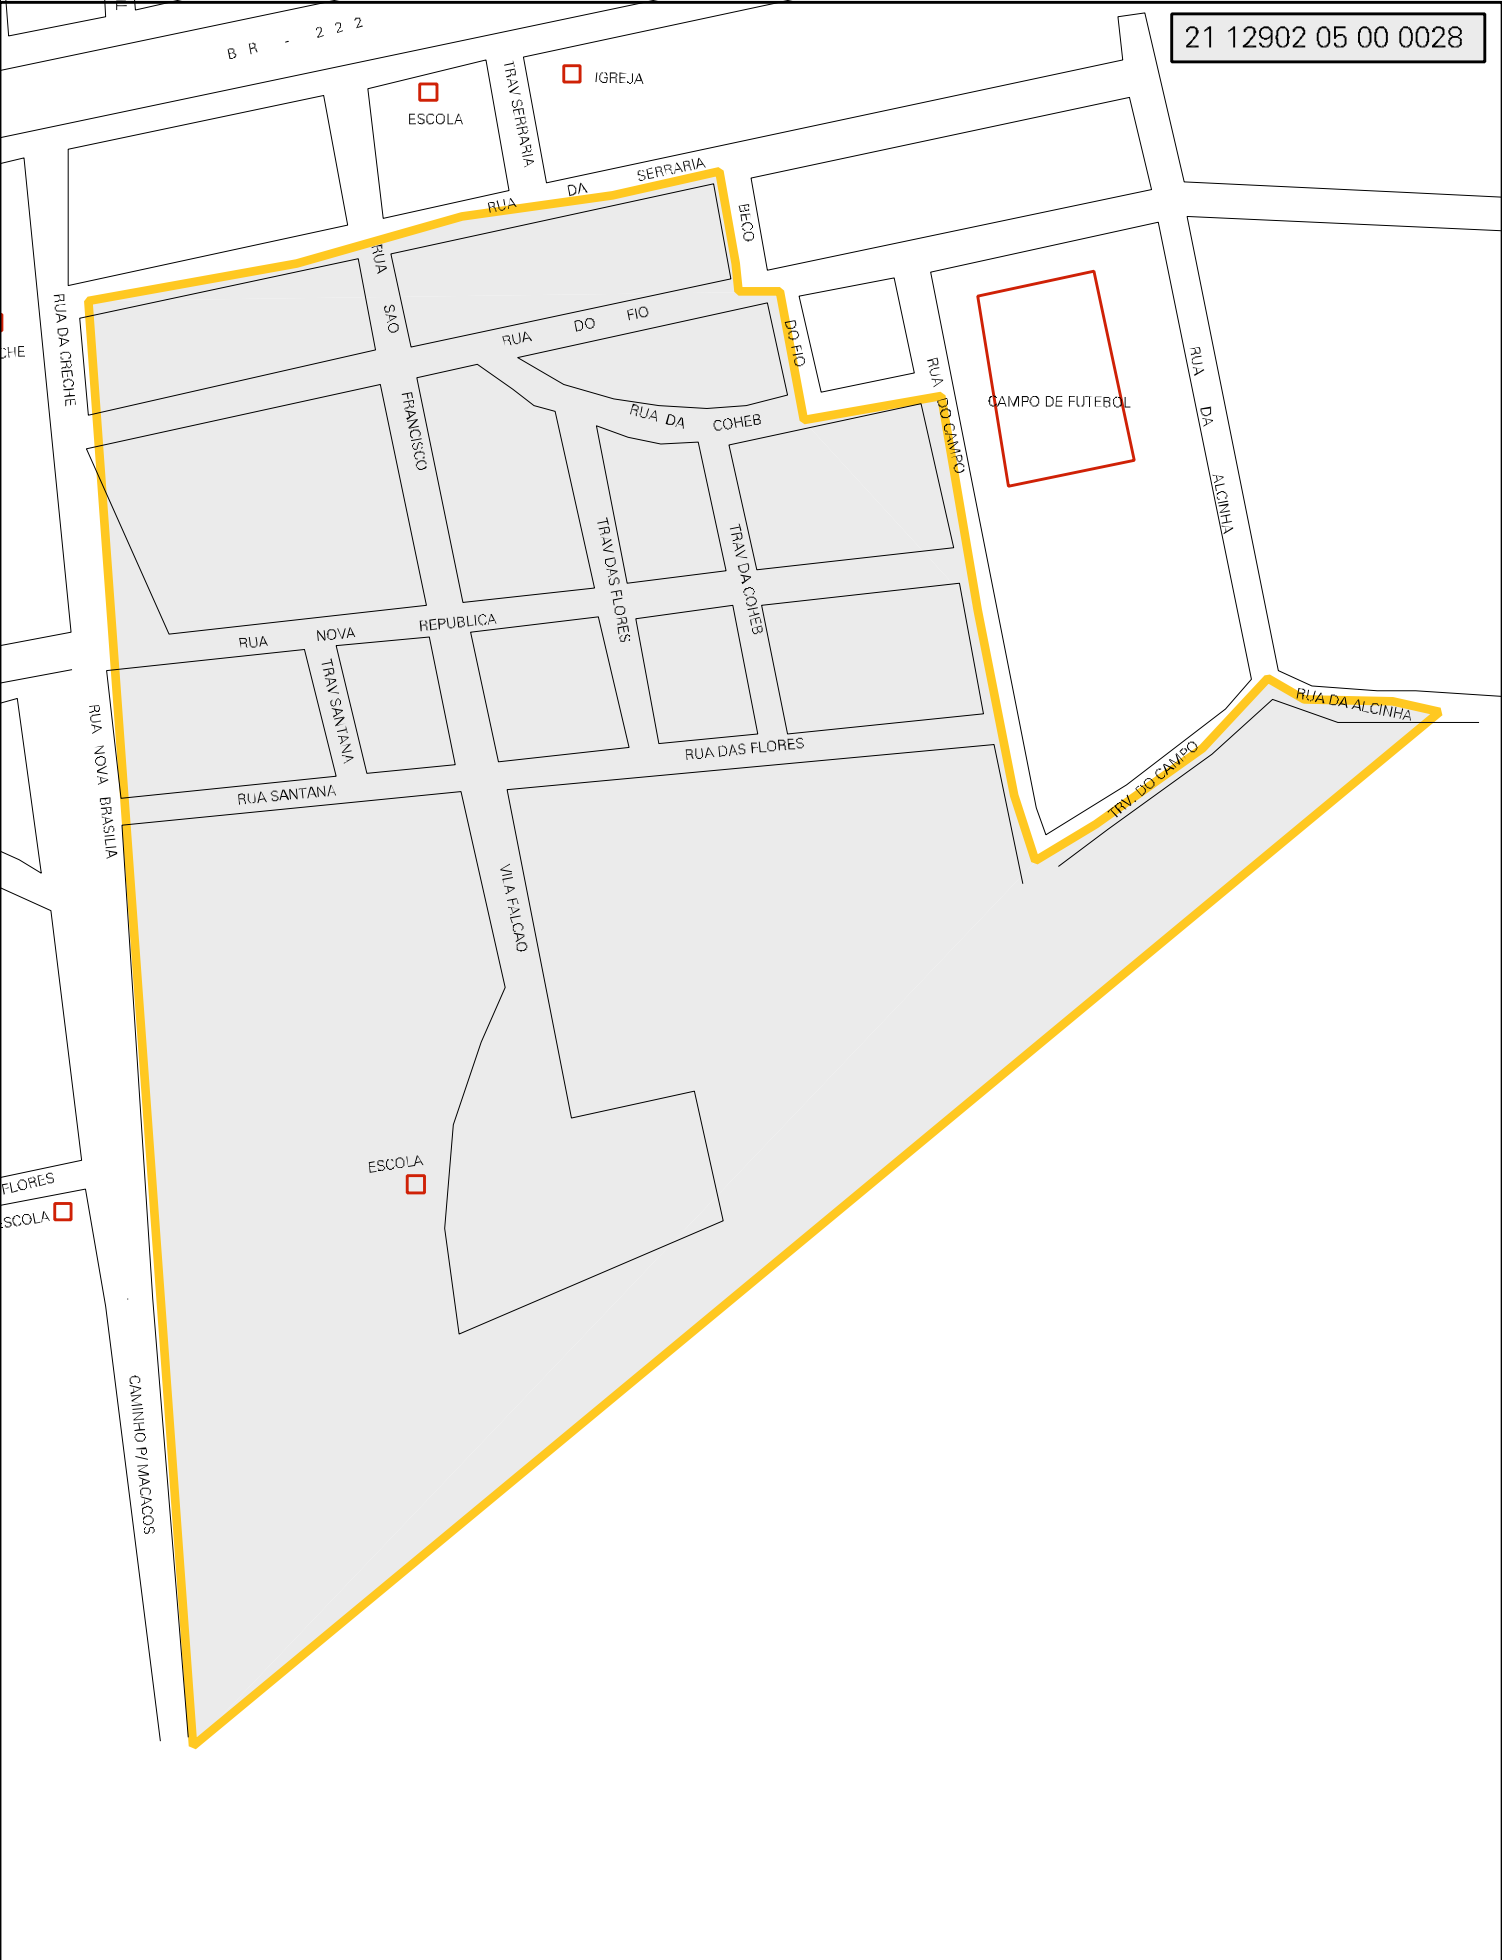 BR - 222
21 12902 05 00 0028
ESCOLA
TRAV SERRARIA
IGREJA
RUA DA SERRARIA
BECO DO FIO
RUA DA CRECHE
CHE
RUA SAO FRANCISCO
RUA DO FIO
RUA DA COHEB
RUA DO CAMPO
CAMPO DE FUTEBOL
RUA DA ALCINHA
TRAV DAS FLORES
TRAV DA COHEB
RUA NOVA REPUBLICA
TRAV SANTANA
RUA DA ALCINHA
RUA NOVA BRASILIA
RUA DAS FLORES
TRV. DO CAMPO
RUA SANTANA
VILA FALCAO
ESCOLA
FLORES
ESCOLA
CAMINHO P/ MACACOS